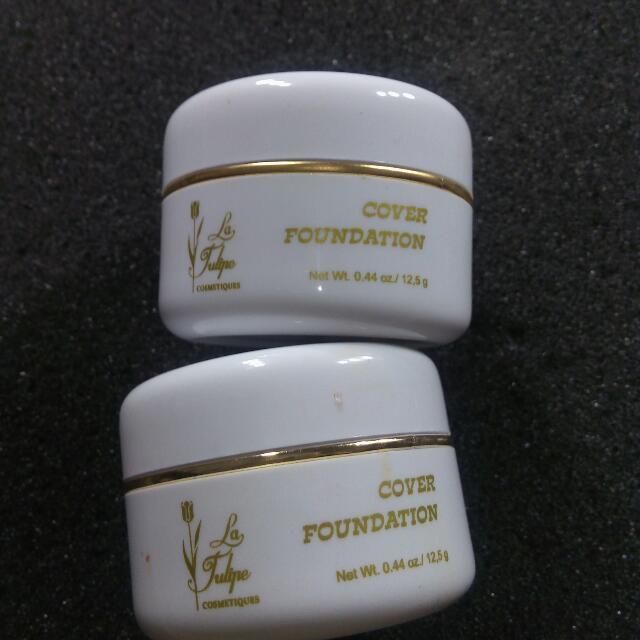 La
Tulipe
COSMETIQUES
COVER
FOUNDATION
Net Wt. 0.44 oz./ 12,5 g
La
Tulipe
COSMETIQUES
COVER
FOUNDATION
Net Wt. 0.44 oz./ 12,5 g